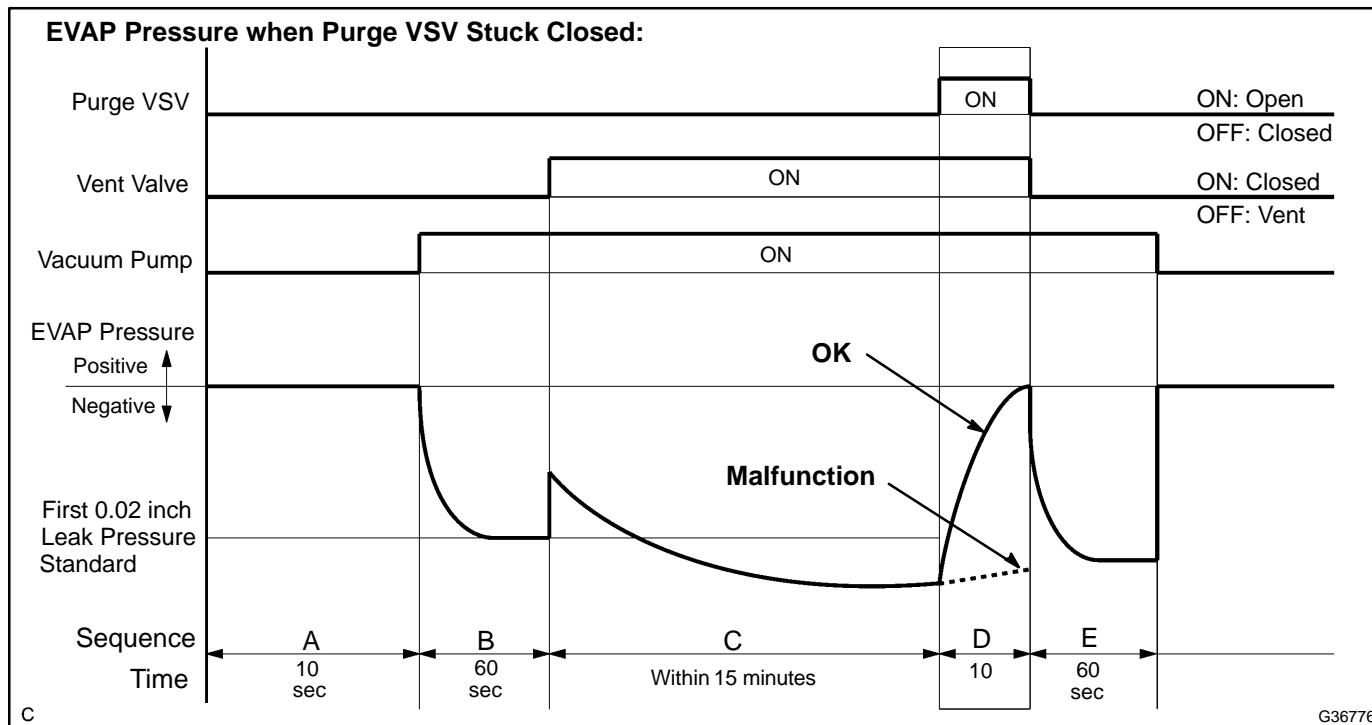 EVAP Pressure when Purge VSV Stuck Closed:
Purge VSV
ON
ON: Open
OFF: Closed
Vent Valve
ON
ON: Closed
OFF: Vent
Vacuum Pump
ON
EVAP Pressure
Positive
Negative
OK
Malfunction
First 0.02 inch
Leak Pressure
Standard
Sequence
A
B
C
D
E
Time
10
sec
60
sec
Within 15 minutes
10
60
sec
C
G36776